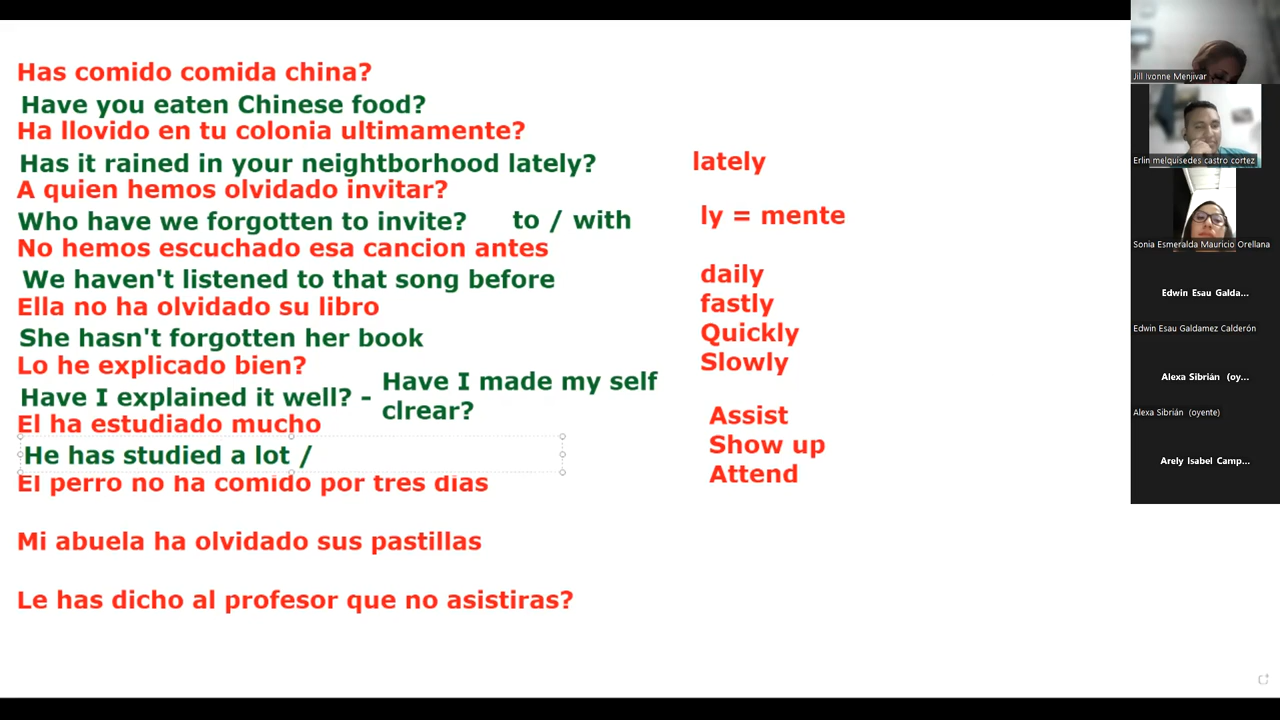 Has comido comida china?
Have you eaten Chinese food?
Ha llovido en tu colonia ultimamente?
Has it rained in your neightborhood lately?
A quien hemos olvidado invitar?
Who have we forgotten to invite?
to / with
No hemos escuchado esa cancion antes
We haven't listened to that song before
Ella no ha olvidado su libro
She hasn't forgotten her book
Lo he explicado bien?
Have I explained it well? -
Have I made my self
clrear?
El ha estudiado mucho
He has studied a lot /
El perro no ha comido por tres dias
Mi abuela ha olvidado sus pastillas
Le has dicho al profesor que no asistiras?
lately
ly = mente
daily
fastly
Quickly
Slowly
Assist
Show up
Attend
Jill Ivonne Menjivar
Erlin melquisedes castro cortez
Sonia Esmeralda Mauricio Orellana
Edwin Esau Galda...
Edwin Esau Galdamez Calderón
Alexa Sibrián (oy...
Alexa Sibrián (oyente)
Arely Isabel Camp...